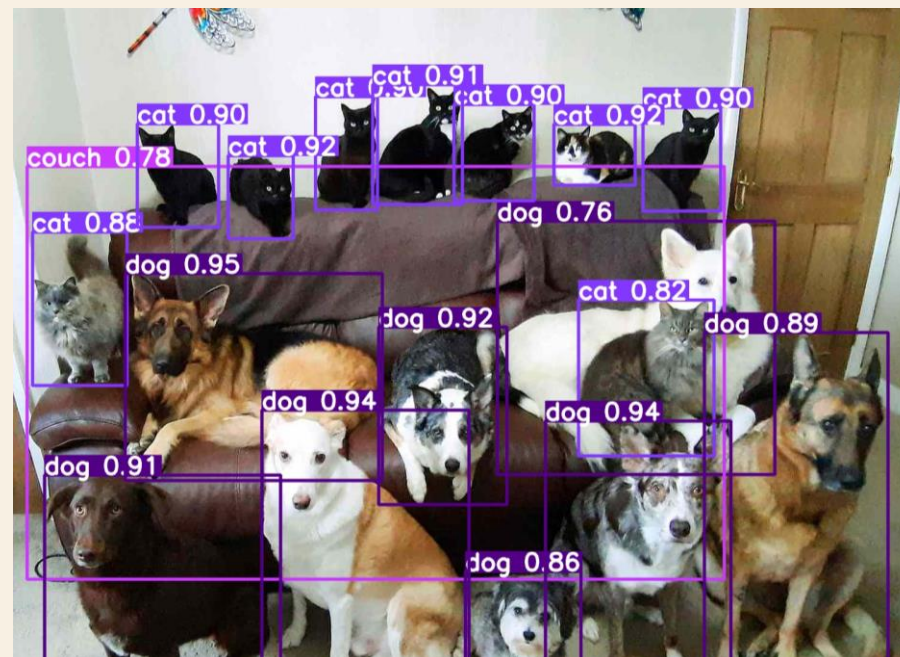 cat 0.91
cat 0.90
cat 0.90
cat 0.90
cat 0.90
cat 0.92
cat 0.92
couch 0.78
cat 0.88
dog 0.76
dog 0.95
cat 0.82
dog 0.92
dog 0.89
dog 0.94
dog 0.94
dog 0.91
dog 0.86